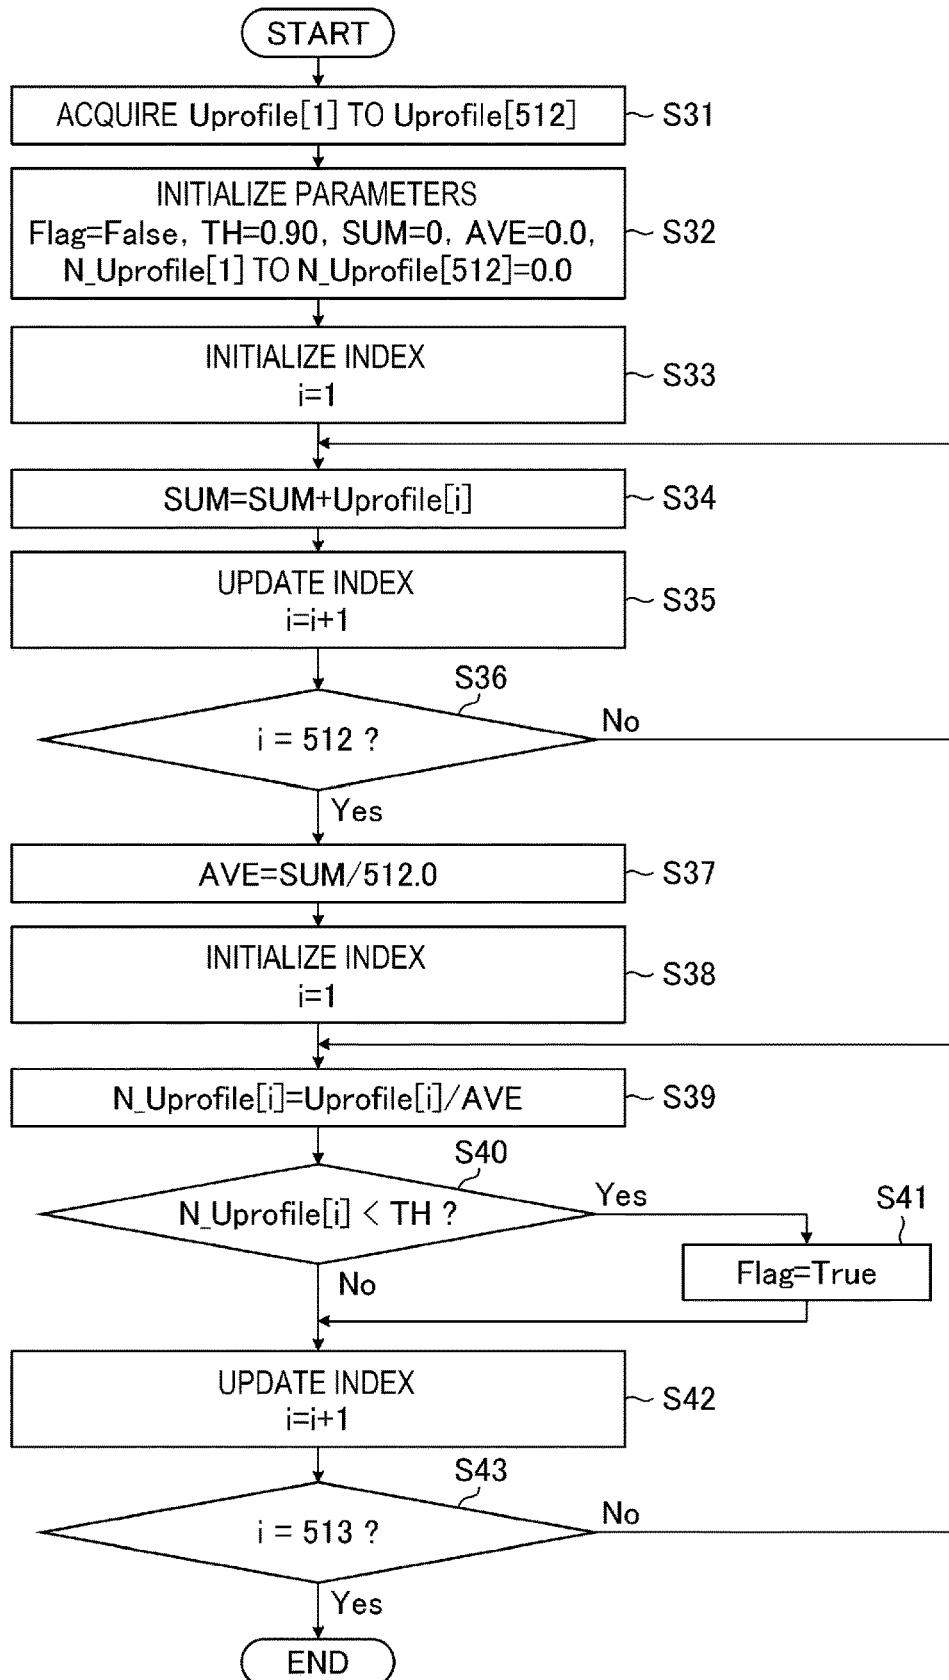 START
ACQUIRE Uprofile[1] TO Uprofile[512]
S31
INITIALIZE PARAMETERS
Flag=False, TH=0.90, SUM=0, AVE=0.0,
N_Uprofile[1] TO N_Uprofile[512]=0.0
S32
INITIALIZE INDEX
i=1
S33
SUM=SUM+Uprofile[i]
S34
UPDATE INDEX
i=i+1
S35
S36
i = 512 ?
No
Yes
AVE=SUM/512.0
S37
INITIALIZE INDEX
i=1
S38
N_Uprofile[i]=Uprofile[i]/AVE
S39
S40
N_Uprofile[i] < TH ?
Yes
S41
Flag=True
No
UPDATE INDEX
i=i+1
S42
S43
i = 513 ?
No
Yes
END